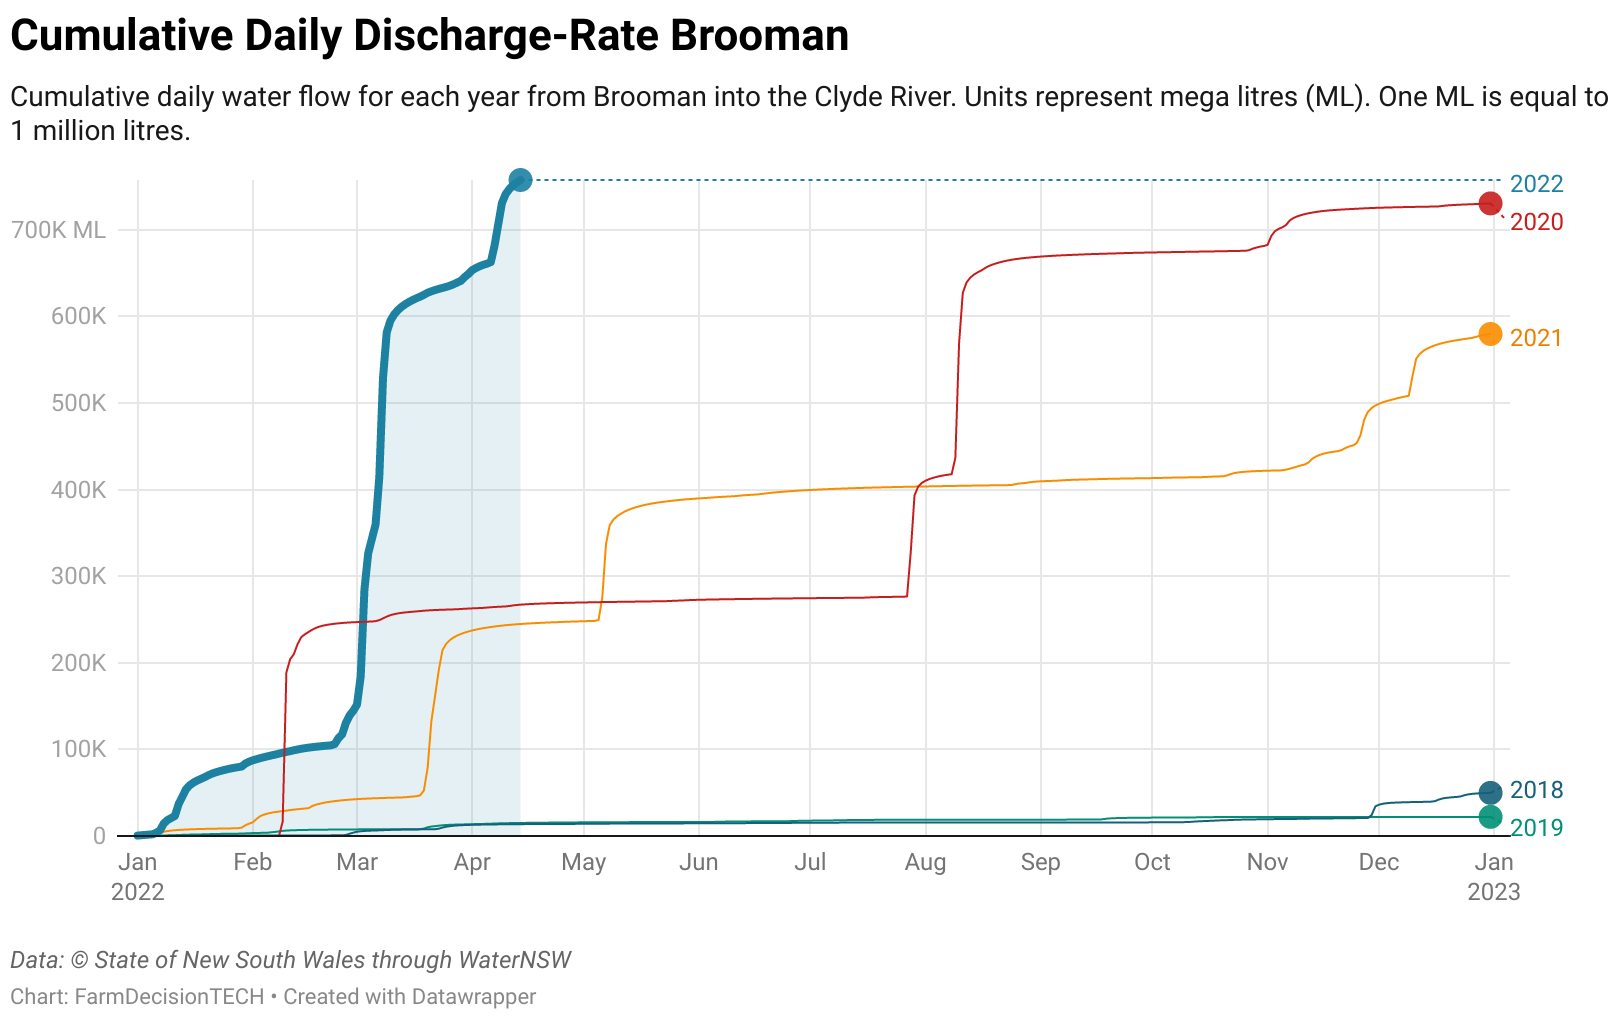 Cumulative Daily Discharge-Rate Brooman
Cumulative daily water flow for each year from Brooman into the Clyde River. Units represent mega litres (ML). One ML is equal to
1 million litres.
2022
2020
700K ML
600K
2021
500K
400K
300K
200K
100K
2018
0
2019
Jan Feb Mar Apr May Jun Jul Aug Sep Oct Nov Dec Jan
2022 2023
Data: © State of New South Wales through WaterNSW
Chart: FarmDecisionTECH • Created with Datawrapper